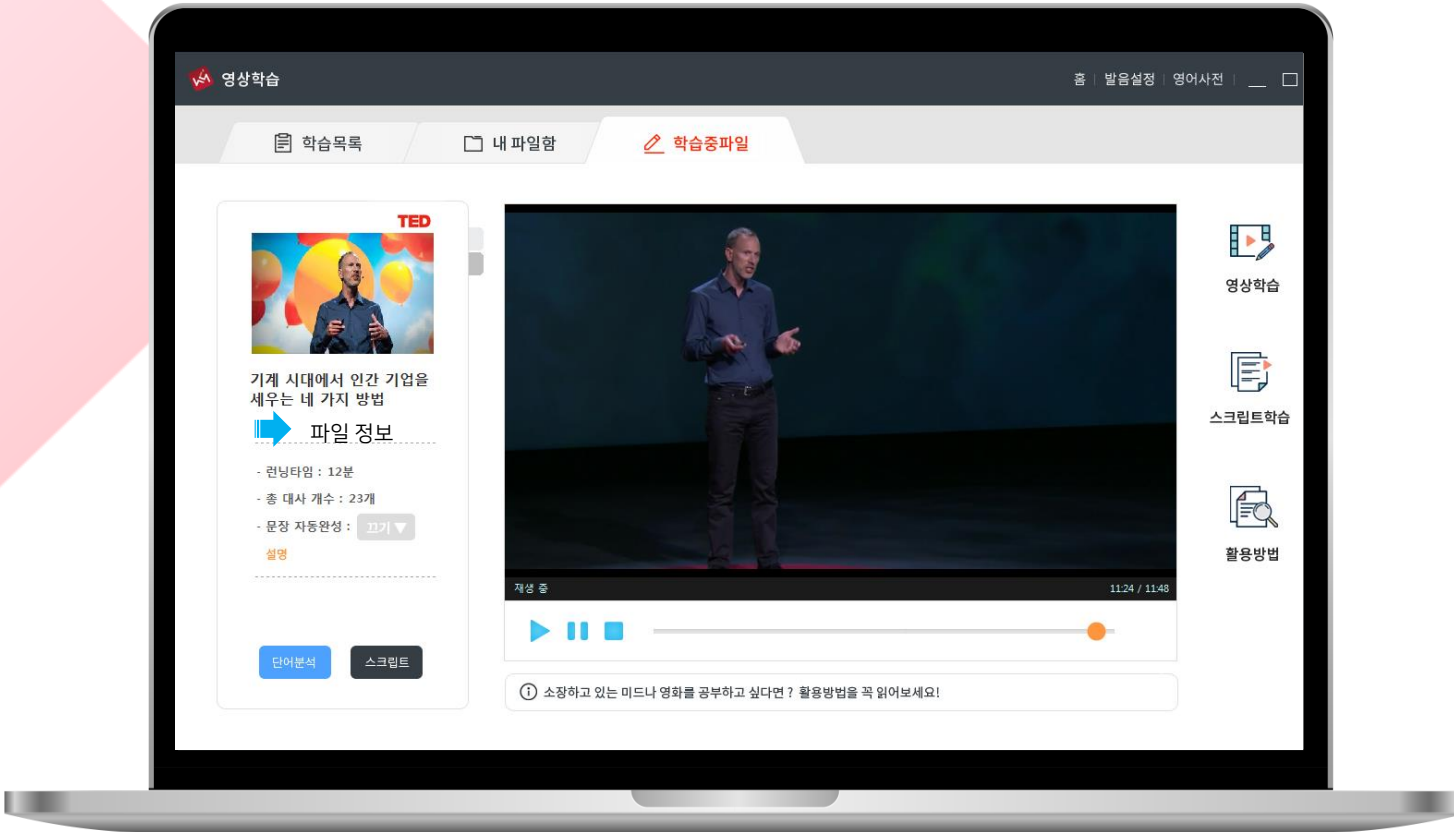 영상학습
홈 | 발음설정 | 영어사전 |
학습목록
내 파일함
학습중파일
TED
기계 시대에서 인간 기업을
세우는 네 가지 방법
파일 정보
- 런닝타임 : 12분
- 총 대사 개수 : 23개
- 문장 자동완성 : 끄기 ▼
설명
단어분석
스크립트
재생 중
11:24 / 11:48
소장하고 있는 미드나 영화를 공부하고 싶다면 ? 활용방법을 꼭 읽어보세요!
영상학습
스크립트학습
활용방법